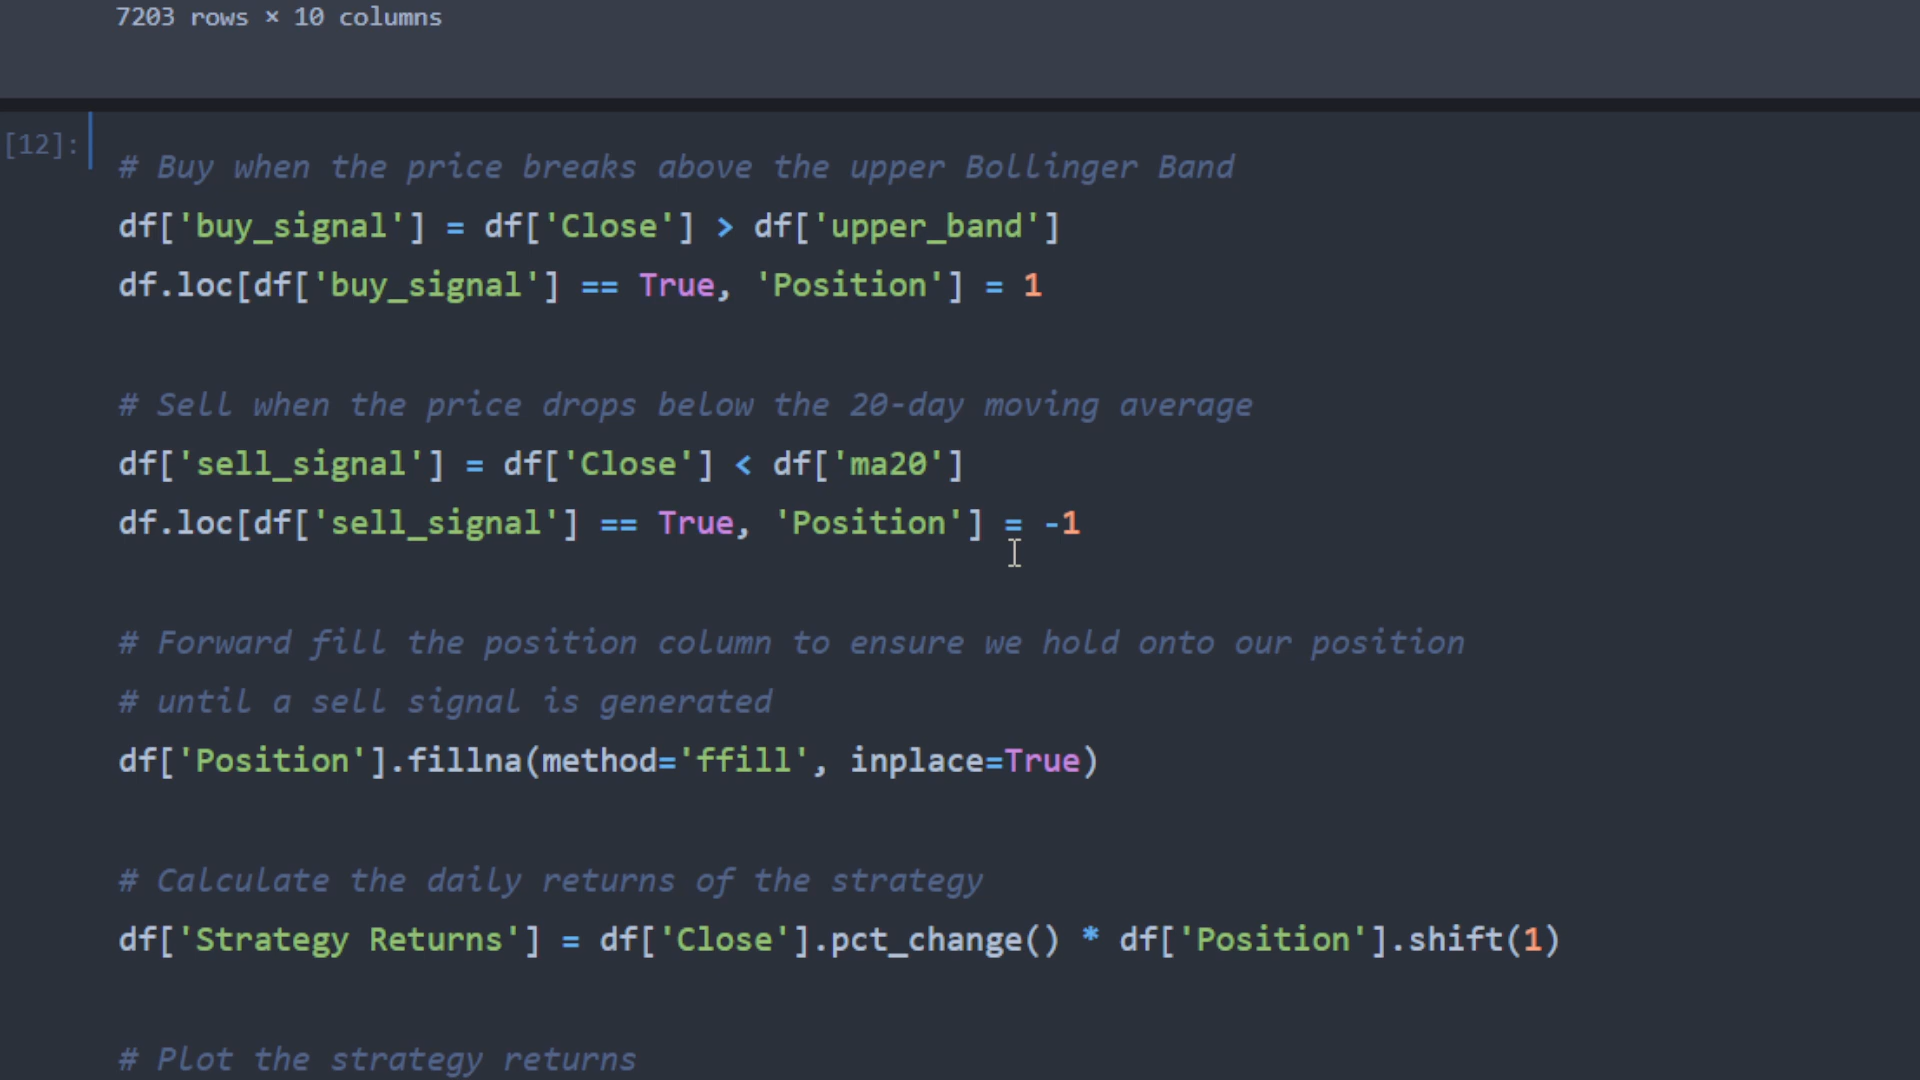 7203 rows × 10 columns
[12]:
# Buy when the price breaks above the upper Bollinger Band
df['buy_signal'] = df['Close'] > df['upper_band']
df.loc[df['buy_signal'] == True, 'Position'] = 1
# Sell when the price drops below the 20-day moving average
df['sell_signal'] = df['Close'] < df['ma20']
df.loc[df['sell_signal'] == True, 'Position'] = -1
# Forward fill the position column to ensure we hold onto our position
# until a sell signal is generated
df['Position'].fillna(method='ffill', inplace=True)
# Calculate the daily returns of the strategy
df['Strategy Returns'] = df['Close'].pct_change() * df['Position'].shift(1)
# Plot the strategy returns